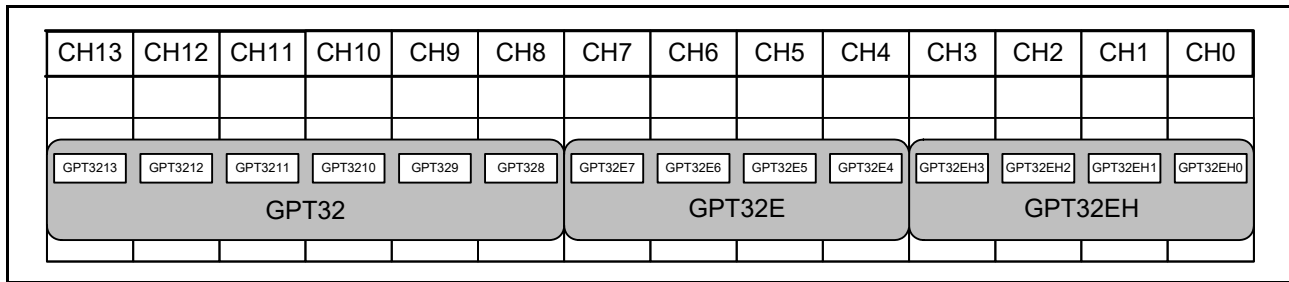 CH13 CH12 CH11 CH10 CH9 CH8 CH7 CH6 CH5 CH4 CH3 CH2 CH1 CH0
GPT3213 GPT3212 GPT3211 GPT3210 GPT329 GPT328 GPT32E7 GPT32E6 GPT32E5 GPT32E4 GPT32EH3 GPT32EH2 GPT32EH1 GPT32EH0
GPT32 GPT32E GPT32EH